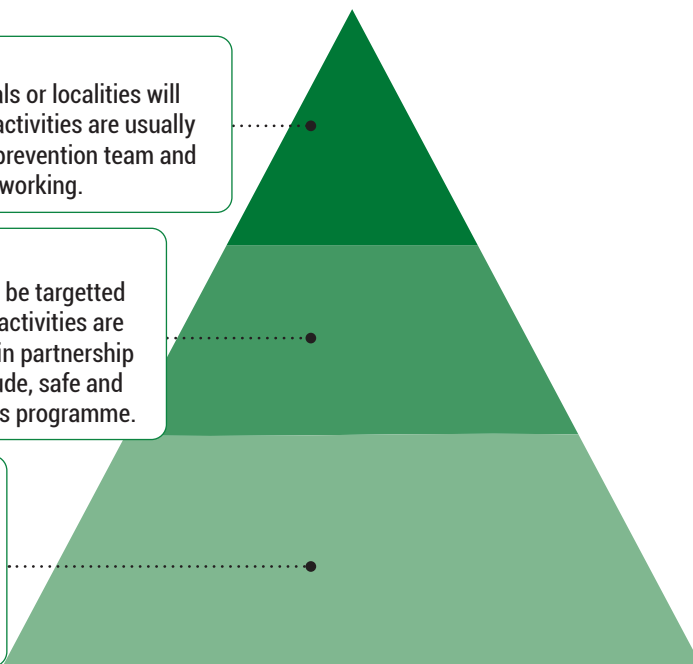 als or localities will
activities are usually
prevention team and
working.
be targetted
activities are
in partnership
ude, safe and
s programme.